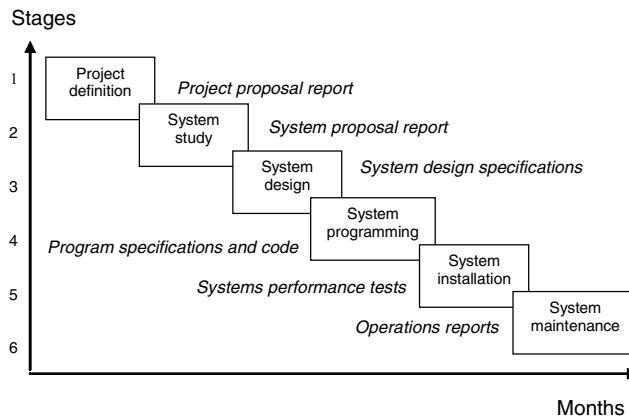 Stages
1
Project
definition
Project proposal report
2
System
study
System proposal report
3
System
design
System design specifications
4
System
programming
Program specifications and code
5
System
installation
Systems performance tests
6
System
maintenance
Operations reports
Months